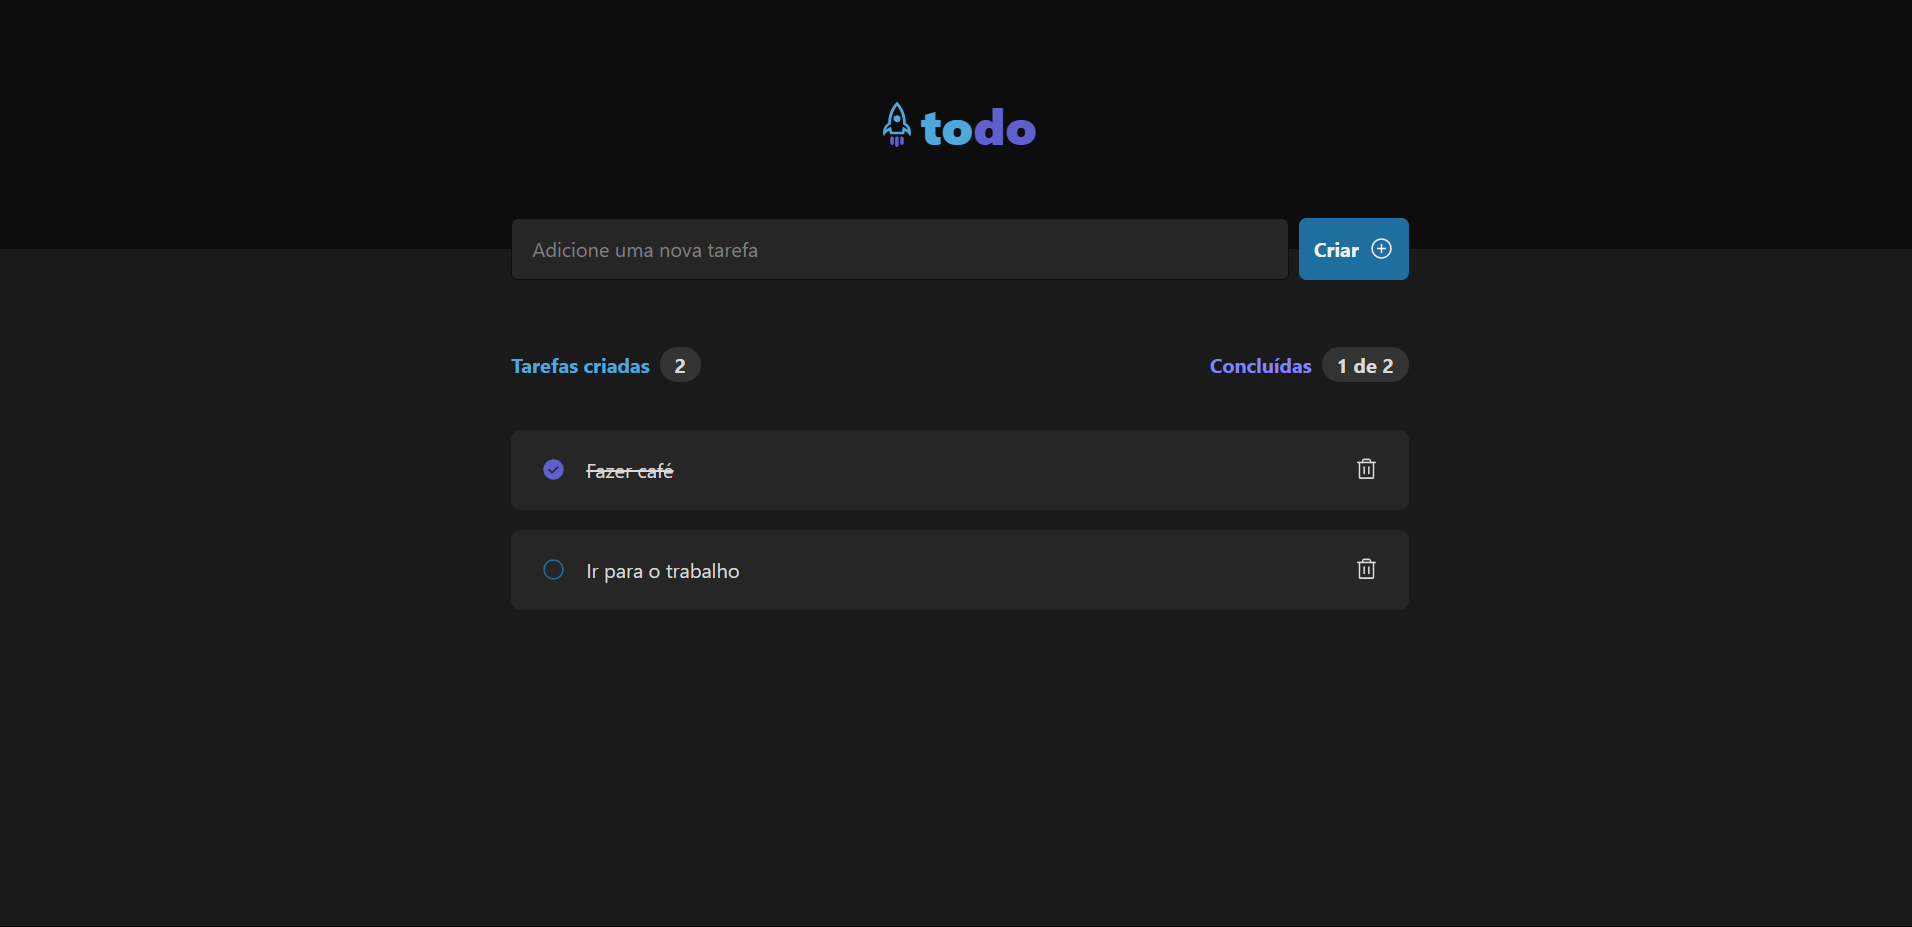 todo
Adicione uma nova tarefa
Criar
Tarefas criadas 2
Concluídas 1 de 2
Fazer café
Ir para o trabalho